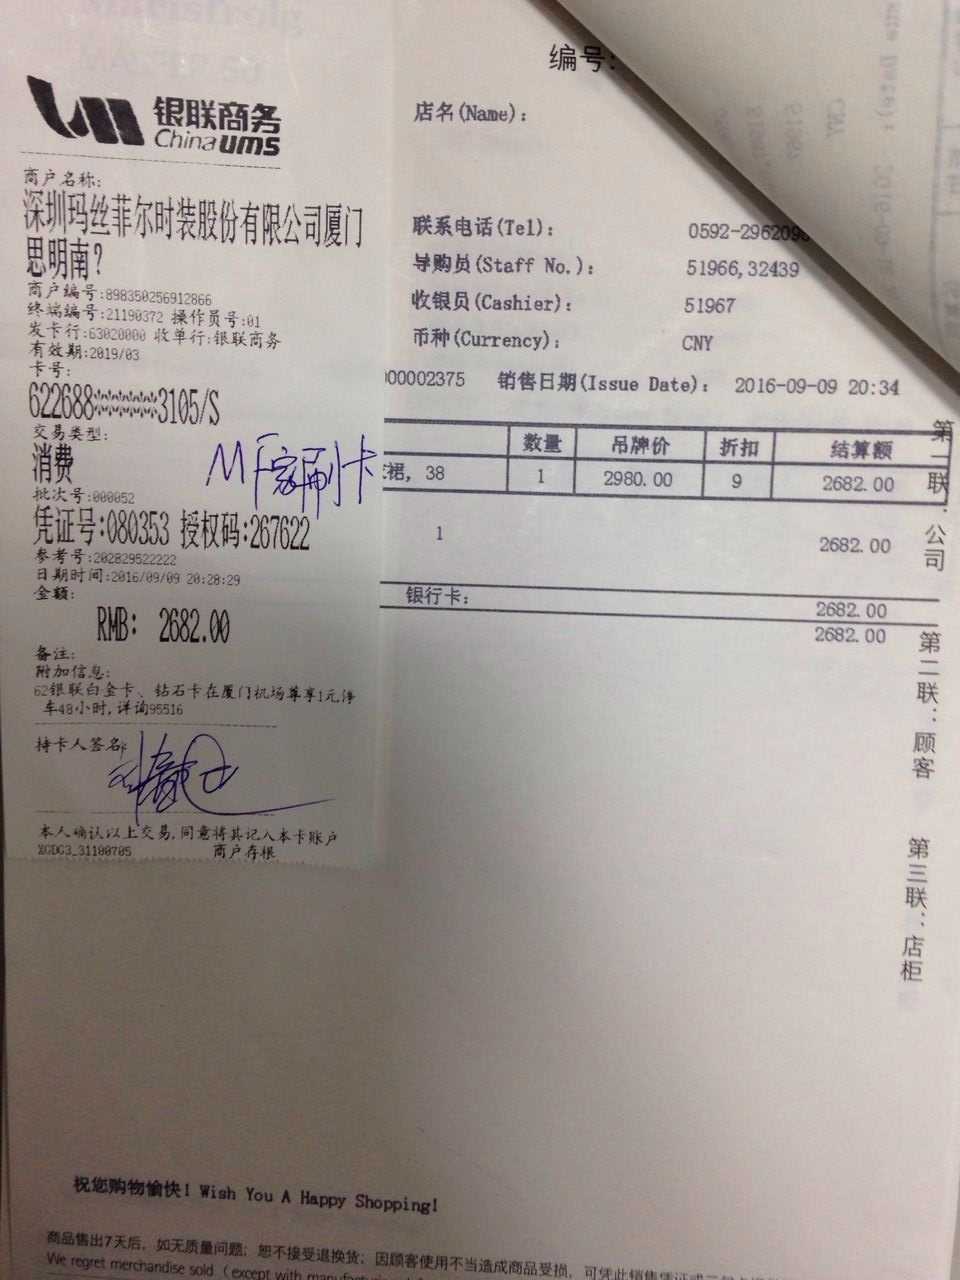 银联商务
China ums
商户名称:
深圳玛丝菲尔时装股份有限公司厦门
思明南?
商户编号:898350256912866
终端编号:21190372 操作员号:01
发卡行:63020000 收单行:银联商务
有效期:2019/03
卡号:
622688*********3105/S
交易类型:
消费
批次号:000052
凭证号:080353 授权码:267622
参考号:202829522222
日期时间:2016/09/09 20:28:29
金额:
RMB: 2682.00
备注:
附加信息:
62银联白金卡、钻石卡在厦门机场尊享1元停
车48小时,详询95516
持卡人签名:
本人确认以上交易,同意将其记入本卡账户
XGDG3_31100705 商户存根
MF家刷卡
编号:
店名(Name):
联系电话(Tel): 0592-296209
导购员(Staff No.): 51966,32439
收银员(Cashier): 51967
币种(Currency): CNY
00002375 销售日期(Issue Date): 2016-09-09 20:34
数量 吊牌价 折扣 结算额
裙, 38 1 2980.00 9 2682.00
1 2682.00
银行卡: 2682.00
2682.00
第一联:公司
第二联:顾客
第三联:店柜
祝您购物愉快! Wish You A Happy Shopping!
商品售出7天后, 如无质量问题; 恕不接受退换货; 因顾客使用不当造成商品受损, 可凭此销售凭证或
We regret merchandise sold (except with
CNY
51967